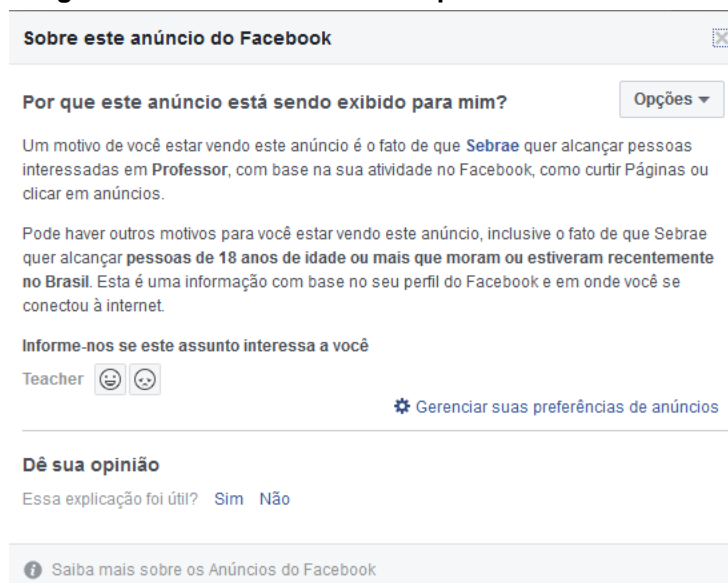 Sobre este anúncio do Facebook
Por que este anúncio está sendo exibido para mim?
Opções
Um motivo de você estar vendo este anúncio é o fato de que Sebrae quer alcançar pessoas
interessadas em Professor, com base na sua atividade no Facebook, como curtir Páginas ou
clicar em anúncios.
Pode haver outros motivos para você estar vendo este anúncio, inclusive o fato de que Sebrae
quer alcançar pessoas de 18 anos de idade ou mais que moram ou estiveram recentemente
no Brasil. Esta é uma informação com base no seu perfil do Facebook e em onde você se
conectou à internet.
Informe-nos se este assunto interessa a você
Teacher
Gerenciar suas preferências de anúncios
Dê sua opinião
Essa explicação foi útil? Sim Não
Saiba mais sobre os Anúncios do Facebook